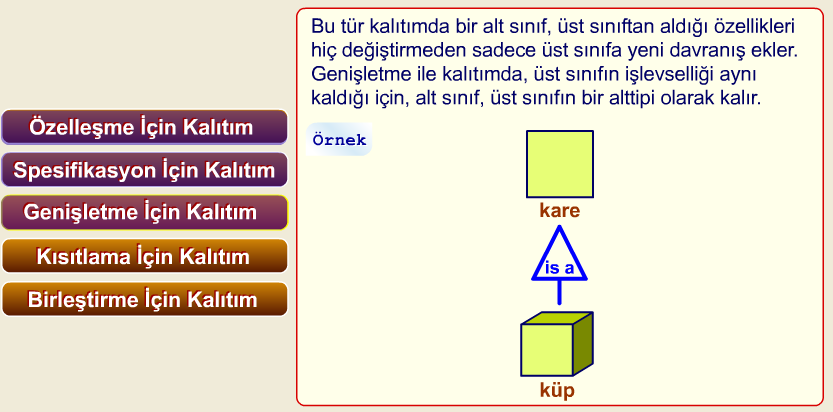 Özelleşme İçin Kalıtım
Spesifikasyon İçin Kalıtım
Genişletme İçin Kalıtım
Kısıtlama İçin Kalıtım
Birleştirme İçin Kalıtım
Bu tür kalıtımda bir alt sınıf, üst sınıftan aldığı özellikleri
hiç değiştirmeden sadece üst sınıfa yeni davranış ekler.
Genişletme ile kalıtımda, üst sınıfın işlevselliği aynı
kaldığı için, alt sınıf, üst sınıfın bir alttipi olarak kalır.
Örnek
kare
is a
küp